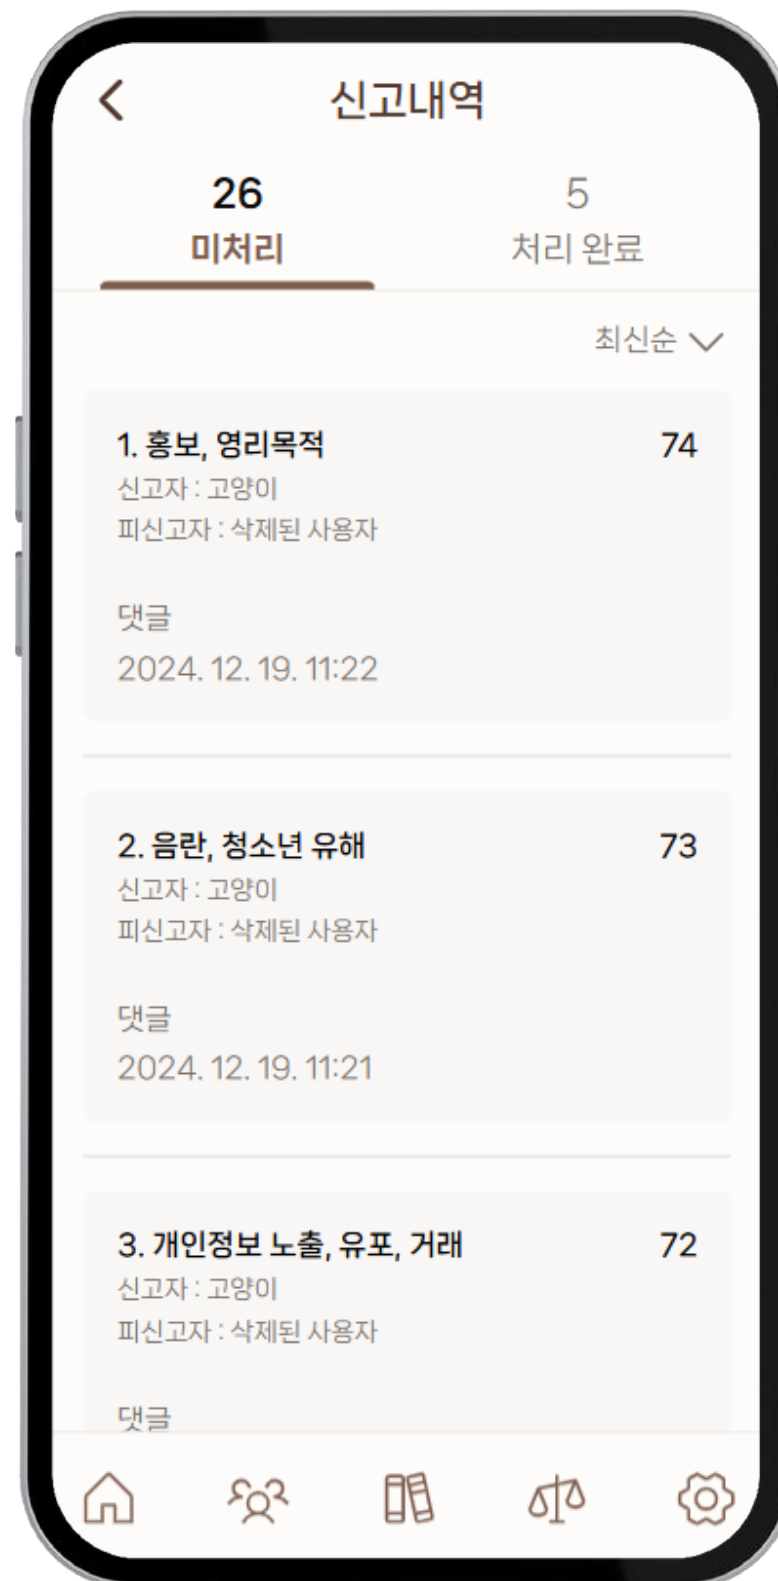 신고내역
26
미처리
5
처리 완료
최신순
1. 홍보, 영리목적 74
신고자 : 고양이
피신고자 : 삭제된 사용자
댓글
2024. 12. 19. 11:22
2. 음란, 청소년 유해 73
신고자 : 고양이
피신고자 : 삭제된 사용자
댓글
2024. 12. 19. 11:21
3. 개인정보 노출, 유포, 거래 72
신고자 : 고양이
피신고자 : 삭제된 사용자
댓글